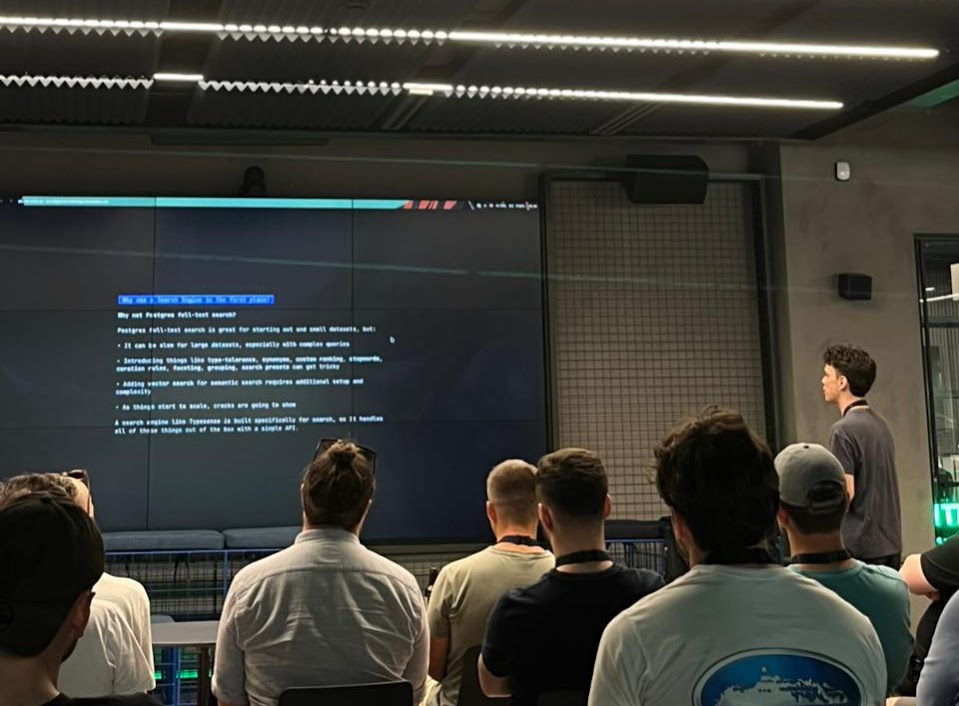 Why use a Search Engine in the first place?
Why not Postgres full-text search?
Postgres full-text search is great for starting out and small datasets, but:
• It can be slow for large datasets, especially with complex queries
• Introducing things like typo-tolerance, synonyms, custom ranking, stopwords,
curation rules, faceting, grouping, search presets can get tricky
• Adding vector search for semantic search requires additional setup and
complexity
• As things start to scale, cracks are going to show
A search engine like Typesense is built specifically for search, so it handles
all of these things out of the box with a simple API.